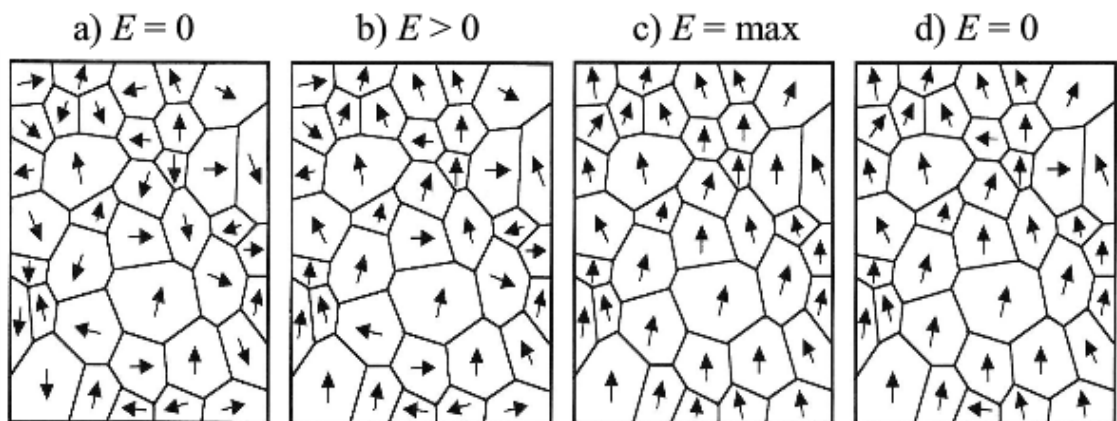 a) E = 0 b) E > 0 c) E = max d) E = 0